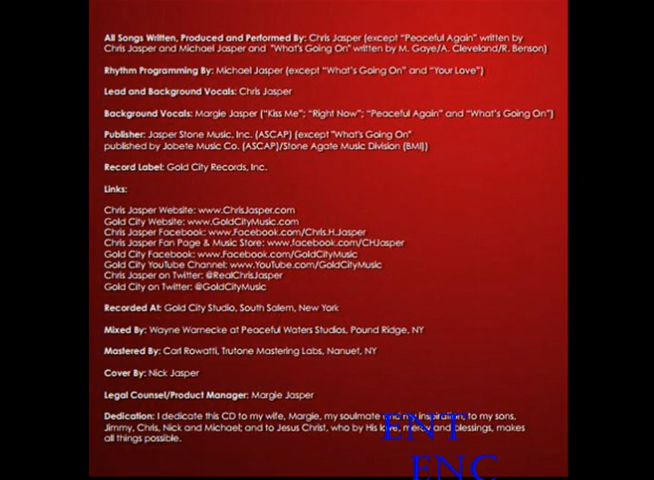 All Songs Written, Produced and Performed By: Chris Jasper (except “Peaceful Again” written by
Chris Jasper and Michael Jasper and "What's Going On" written by M. Gaye/A. Cleveland/R. Benson)
Rhythm Programming By: Michael Jasper (except “What’s Going On” and “Your Love”)
Lead and Background Vocals: Chris Jasper
Background Vocals: Margie Jasper (“Kiss Me”; “Right Now”; “Peaceful Again” and “What’s Going On”)
Publisher: Jasper Stone Music, Inc. (ASCAP) (except "What's Going On"
published by Jobete Music Co. (ASCAP)/Stone Agate Music Division (BMI))
Record Label: Gold City Records, Inc.
Links:
Chris Jasper Website: www.ChrisJasper.com
Gold City Website: www.GoldCityMusic.com
Chris Jasper Facebook: www.Facebook.com/Chris.H.Jasper
Chris Jasper Fan Page & Music Store: www.facebook.com/CHJasper
Gold City Facebook: www.Facebook.com/GoldCityMusic
Gold City YouTube Channel: www.YouTube.com/GoldCityMusic
Chris Jasper on Twitter: @RealChrisJasper
Gold City on Twitter: @GoldCityMusic
Recorded At: Gold City Studio, South Salem, New York
Mixed By: Wayne Warnecke at Peaceful Waters Studios, Pound Ridge, NY
Mastered By: Carl Rowatti, Trutone Mastering Labs, Nanuet, NY
Cover By: Nick Jasper
Legal Counsel/Product Manager: Margie Jasper
Dedication: I dedicate this CD to my wife, Margie, my soulmate and my inspiration; to my sons,
Jimmy, Chris, Nick and Michael; and to Jesus Christ, who by His love, mercy and blessings, makes
all things possible.
ENT
ENC